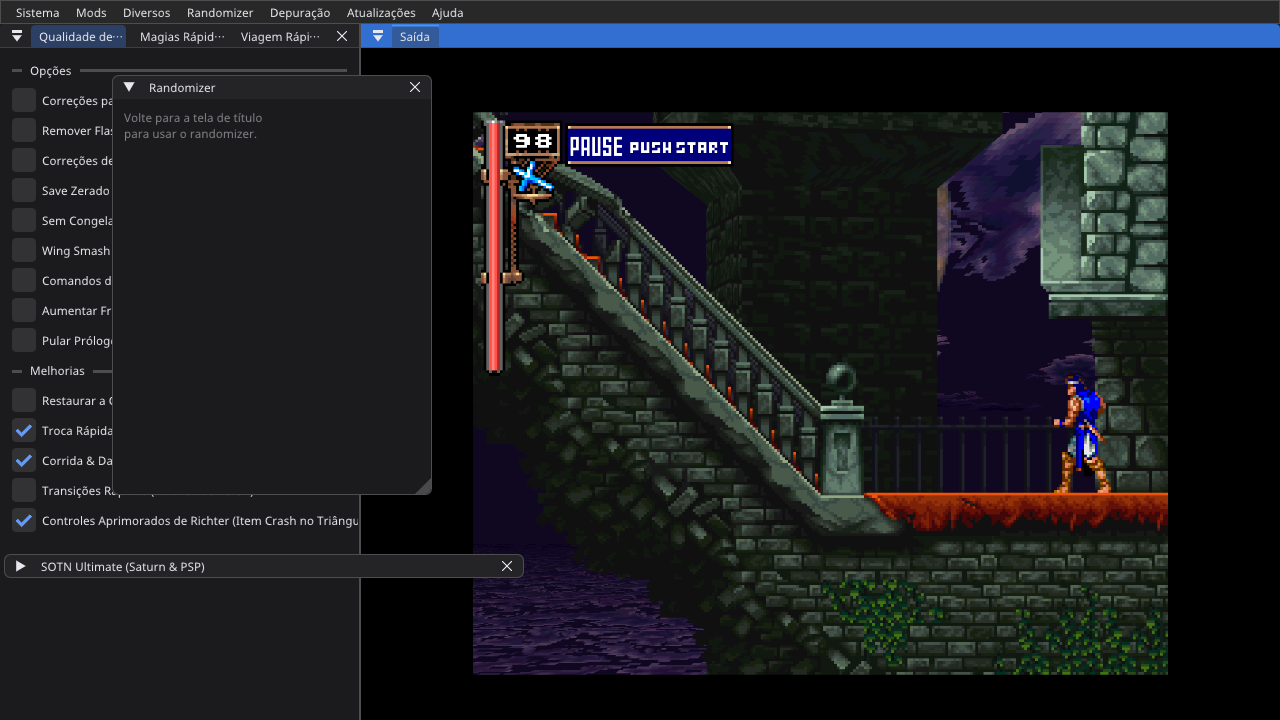 Sistema Mods Diversos Randomizer Depuração Atualizações Ajuda
Qualidade de··· Magias Rápid··· Viagem Rápi···
Saída
Opções
Correções pa
Remover Flas
Correções de
Save Zerado
Sem Congela
Wing Smash
Comandos d
Aumentar Fr
Pular Prólogo
Melhorias
Restaurar a
Troca Rápida
Corrida & Da
Transições
Controles Aprimorados de Richter (Item Crash no Triângu
Randomizer
Volte para a tela de título
para usar o randomizer.
SOTN Ultimate (Saturn & PSP)
98
PAUSE PUSH START